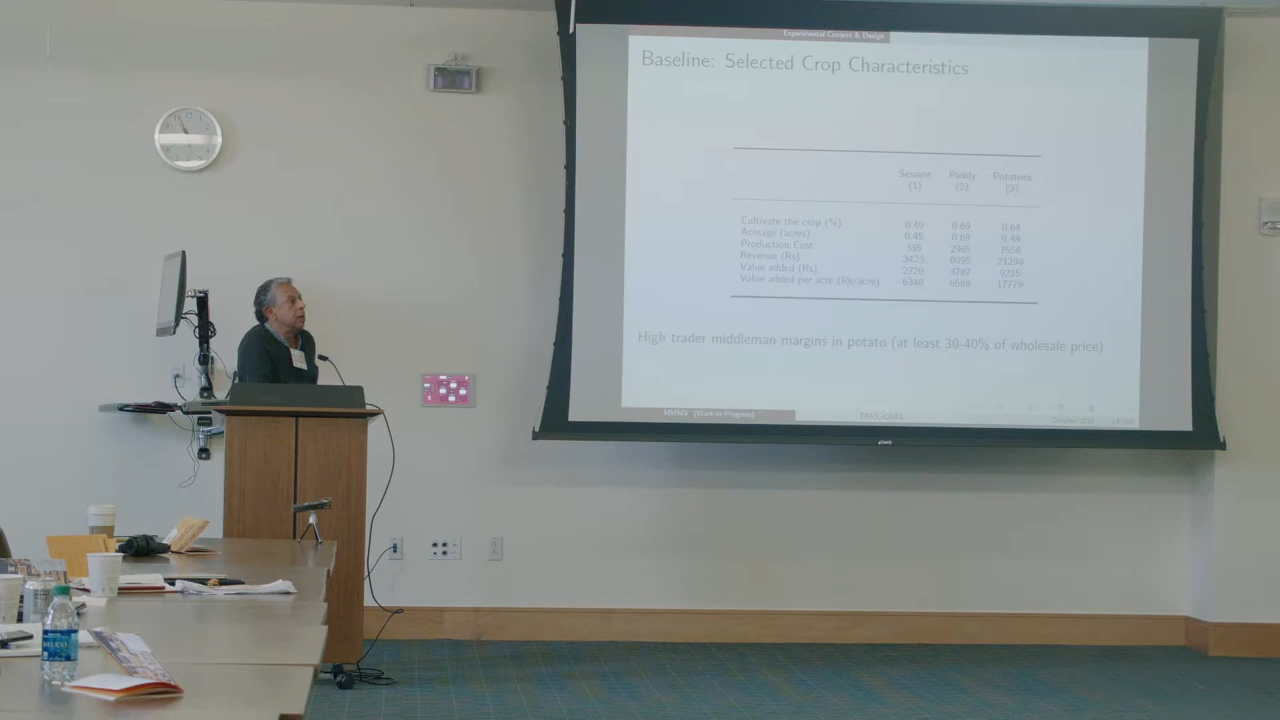 Experimental Context & Design
Baseline: Selected Crop Characteristics
Sesame Paddy Potatoes
(1) (2) (3)
Cultivate the crop (%) 0.49 0.69 0.64
Acreage (acres) 0.45 0.69 0.49
Production Cost 335 2985 7556
Revenue (Rs) 3423 8095 21298
Value added (Rs) 2720 3787 9215
Value added per acre (Rs/acre) 6348 6568 17779
High trader middleman margins in potato (at least 30-40% of wholesale price)
MMMV (Work-in-Progress)